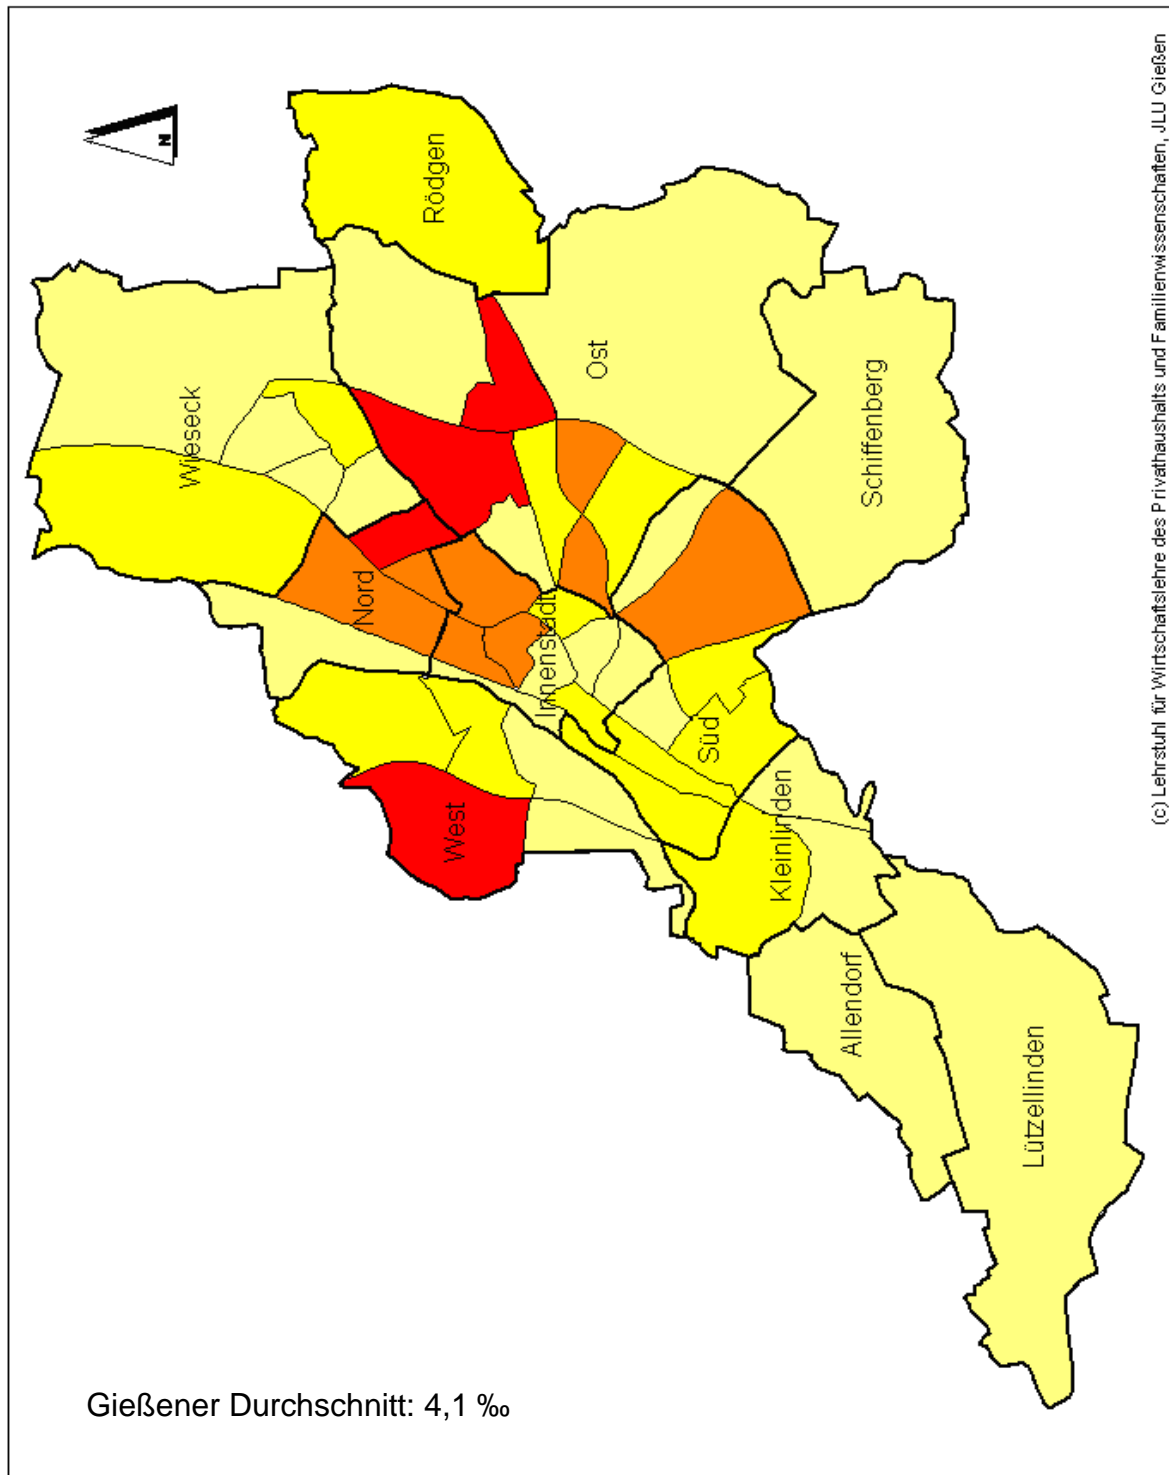 N
Rödgen
Wieseck
Ost
Schiffenberg
Nord
Innenstadt
Süd
West
Kleinlinden
Allendorf
Lützellinden
Gießener Durchschnitt: 4,1 ‰
(c) Lehrstuhl für Wirtschaftslehre des Privathaushalts und Familienwissenschaften, JLU Gießen